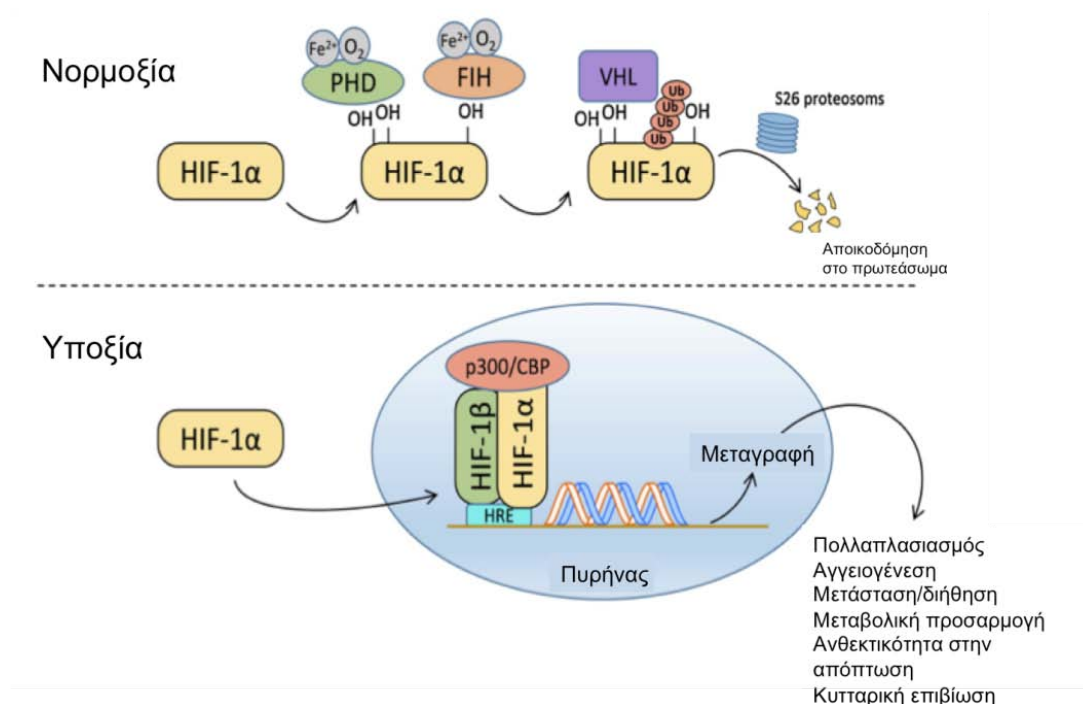 Νορμοξία
Fe²⁺ O₂
PHD
Fe²⁺ O₂
FIH
VHL
Ub
Ub
Ub
Ub
S26 proteosoms
OH OH
OH
OH OH
OH
HIF-1α
HIF-1α
HIF-1α
Αποικοδόμηση
στο πρωτεάσωμα
Υποξία
HIF-1α
p300/CBP
HIF-1β
HIF-1α
HRE
Μεταγραφή
Πυρήνας
Πολλαπλασιασμός
Αγγειογένεση
Μετάσταση/διήθηση
Μεταβολική προσαρμογή
Ανθεκτικότητα στην
απόπτωση
Κυτταρική επιβίωση